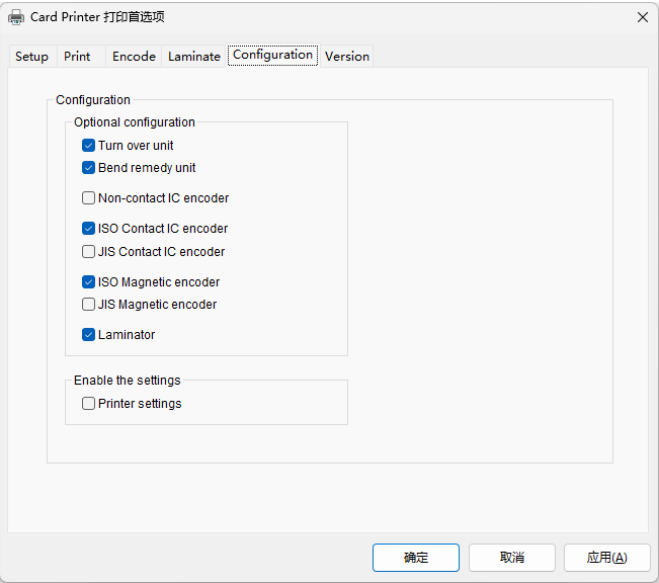 Card Printer 打印首选项
Setup Print Encode Laminate Configuration Version
Configuration
Optional configuration
Turn over unit
Bend remedy unit
Non-contact IC encoder
ISO Contact IC encoder
JIS Contact IC encoder
ISO Magnetic encoder
JIS Magnetic encoder
Laminator
Enable the settings
Printer settings
确定 取消 应用(A)